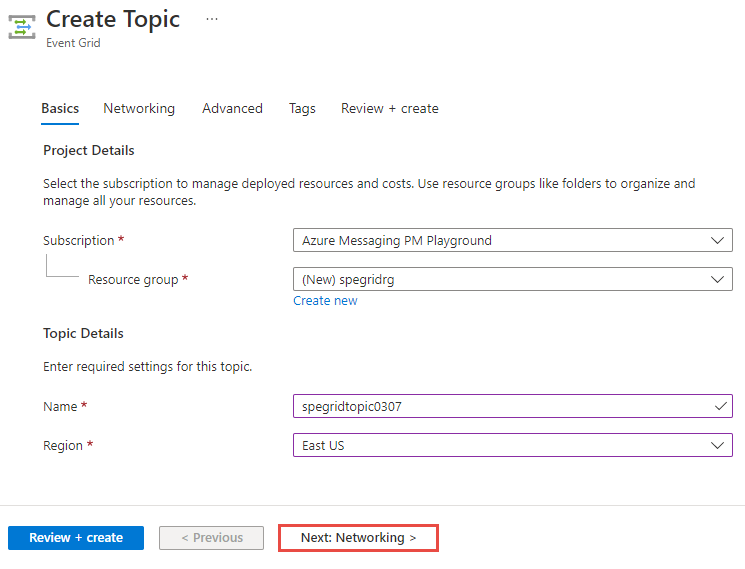 Create Topic ...
Event Grid
Basics Networking Advanced Tags Review + create
Project Details
Select the subscription to manage deployed resources and costs. Use resource groups like folders to organize and
manage all your resources.
Subscription * Azure Messaging PM Playground
Resource group * (New) spegridrg
Create new
Topic Details
Enter required settings for this topic.
Name * spegridtopic0307
Region * East US
Review + create < Previous Next: Networking >